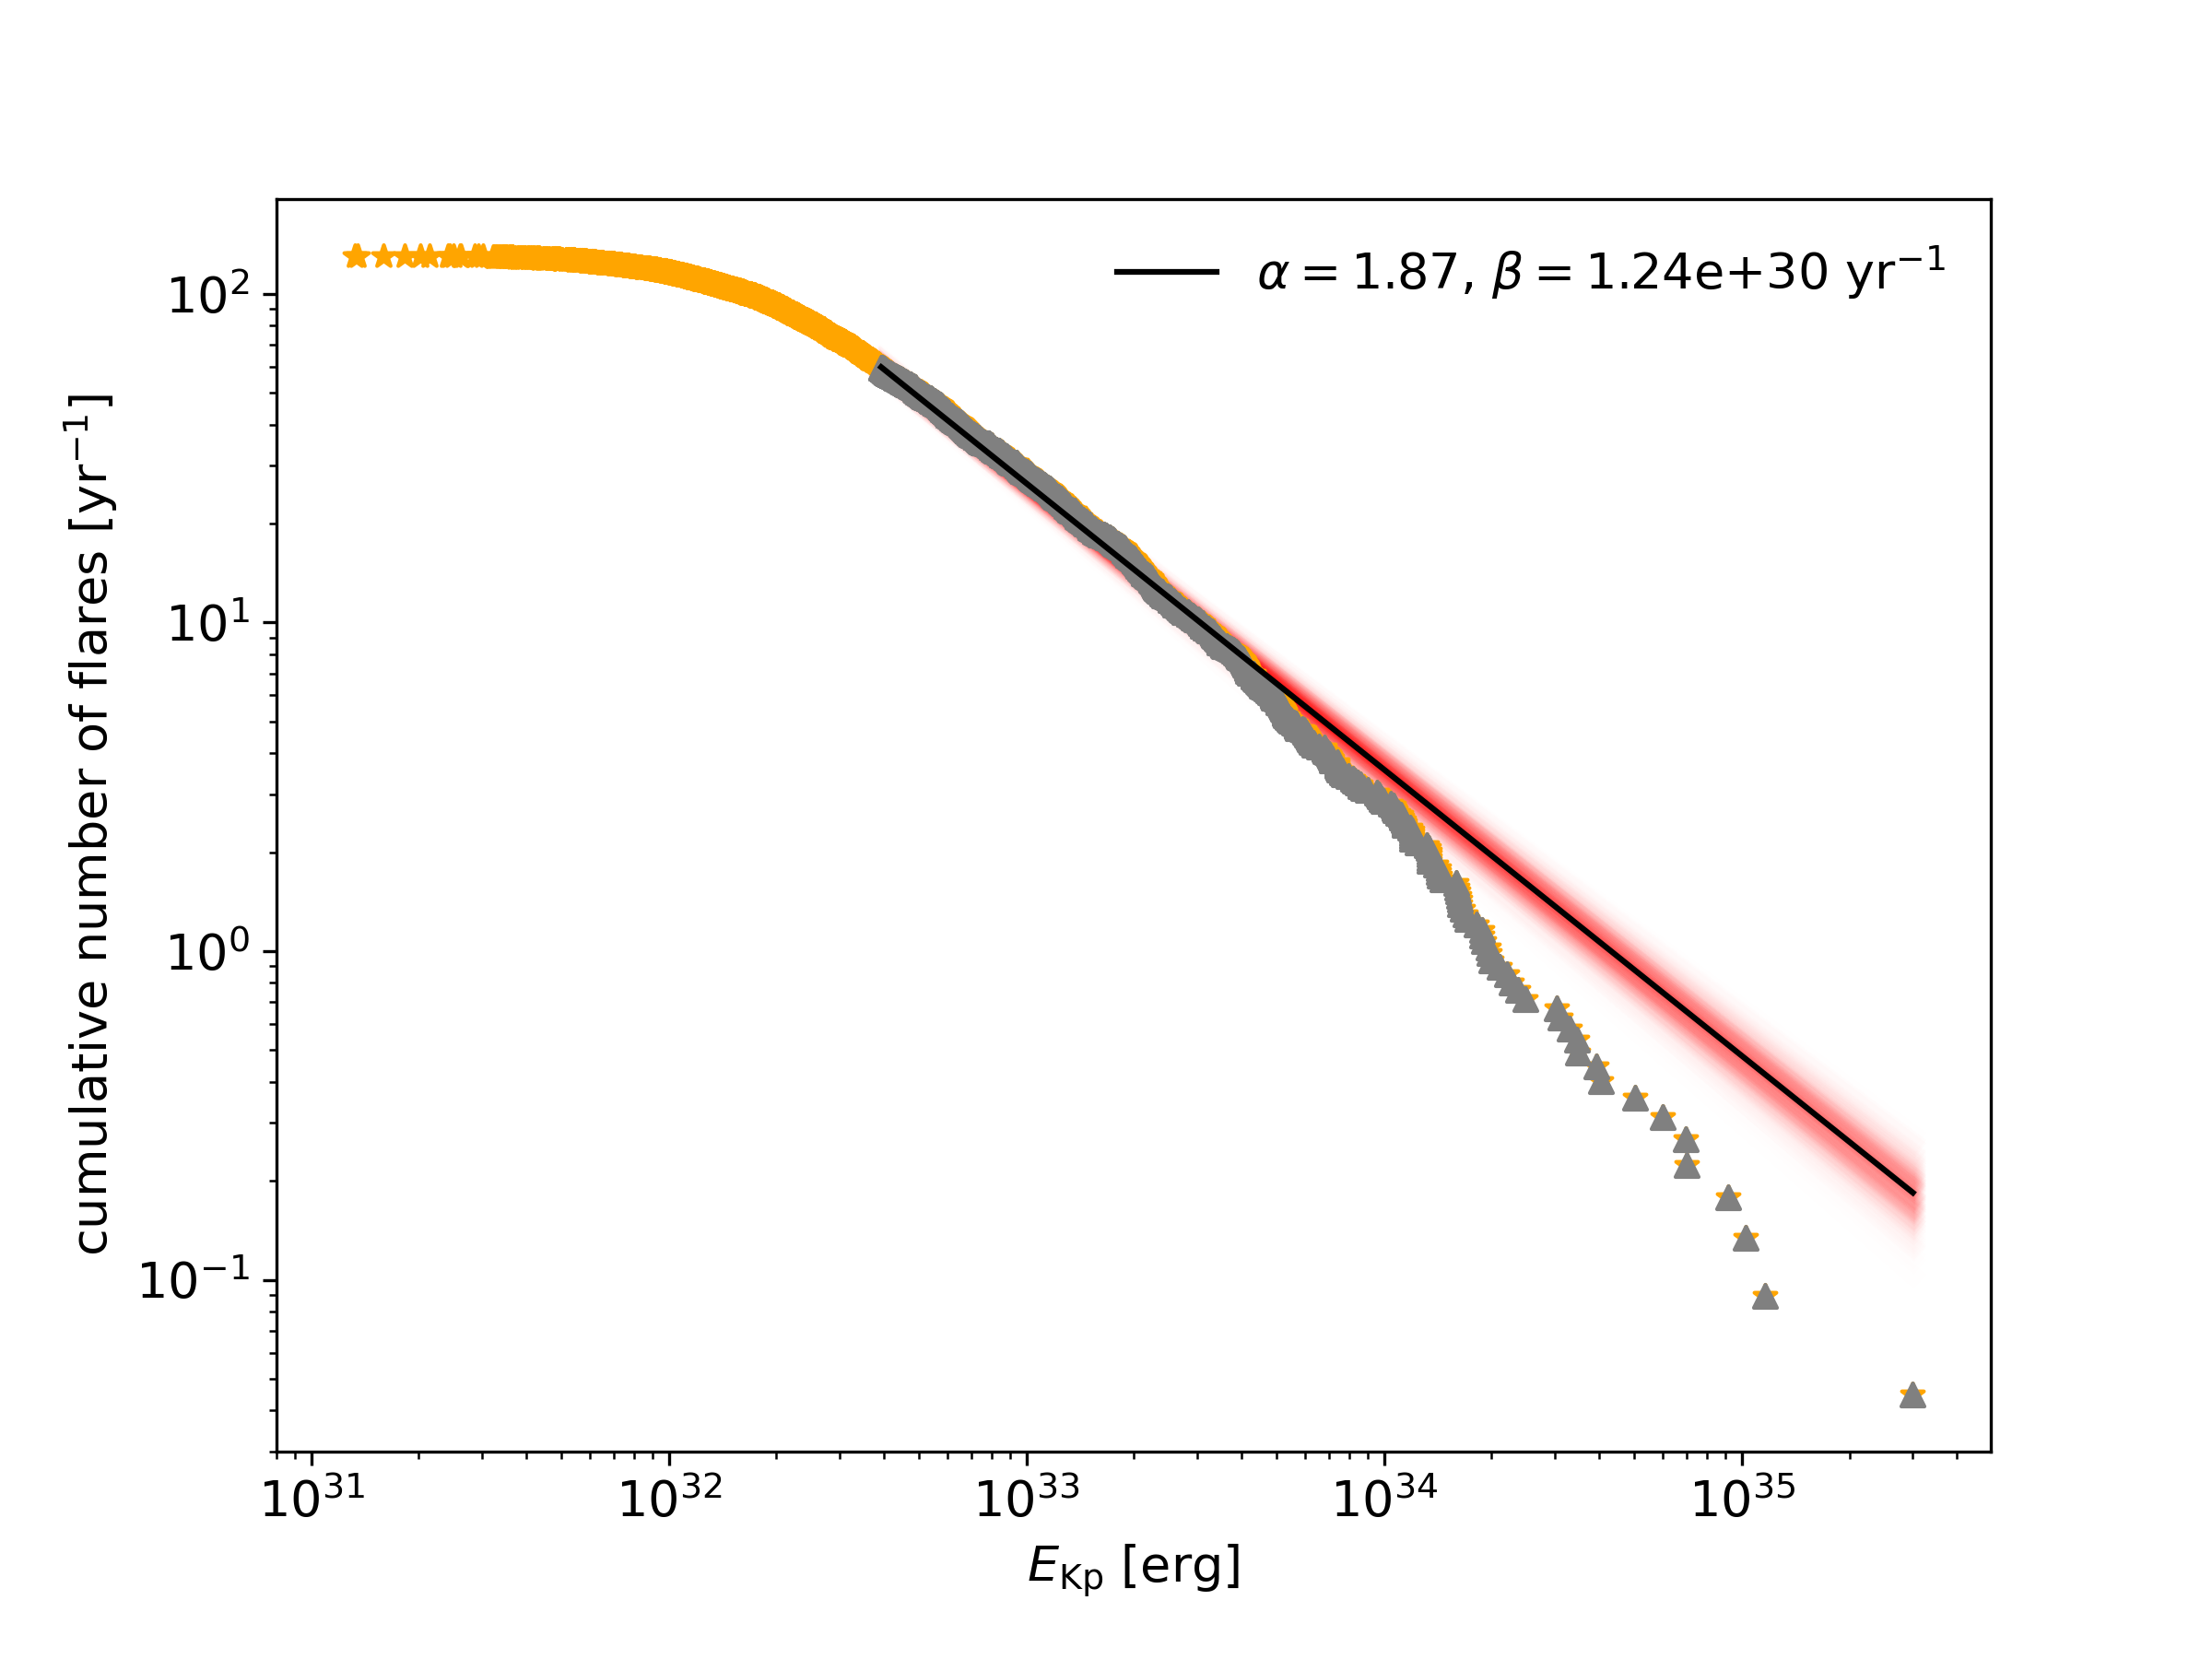 α = 1.87, β = 1.24e+30 yr⁻¹
cumulative number of flares [yr⁻¹]
10²
10¹
10⁰
10⁻¹
10³¹ 10³² 10³³ 10³⁴ 10³⁵
E_Kp [erg]